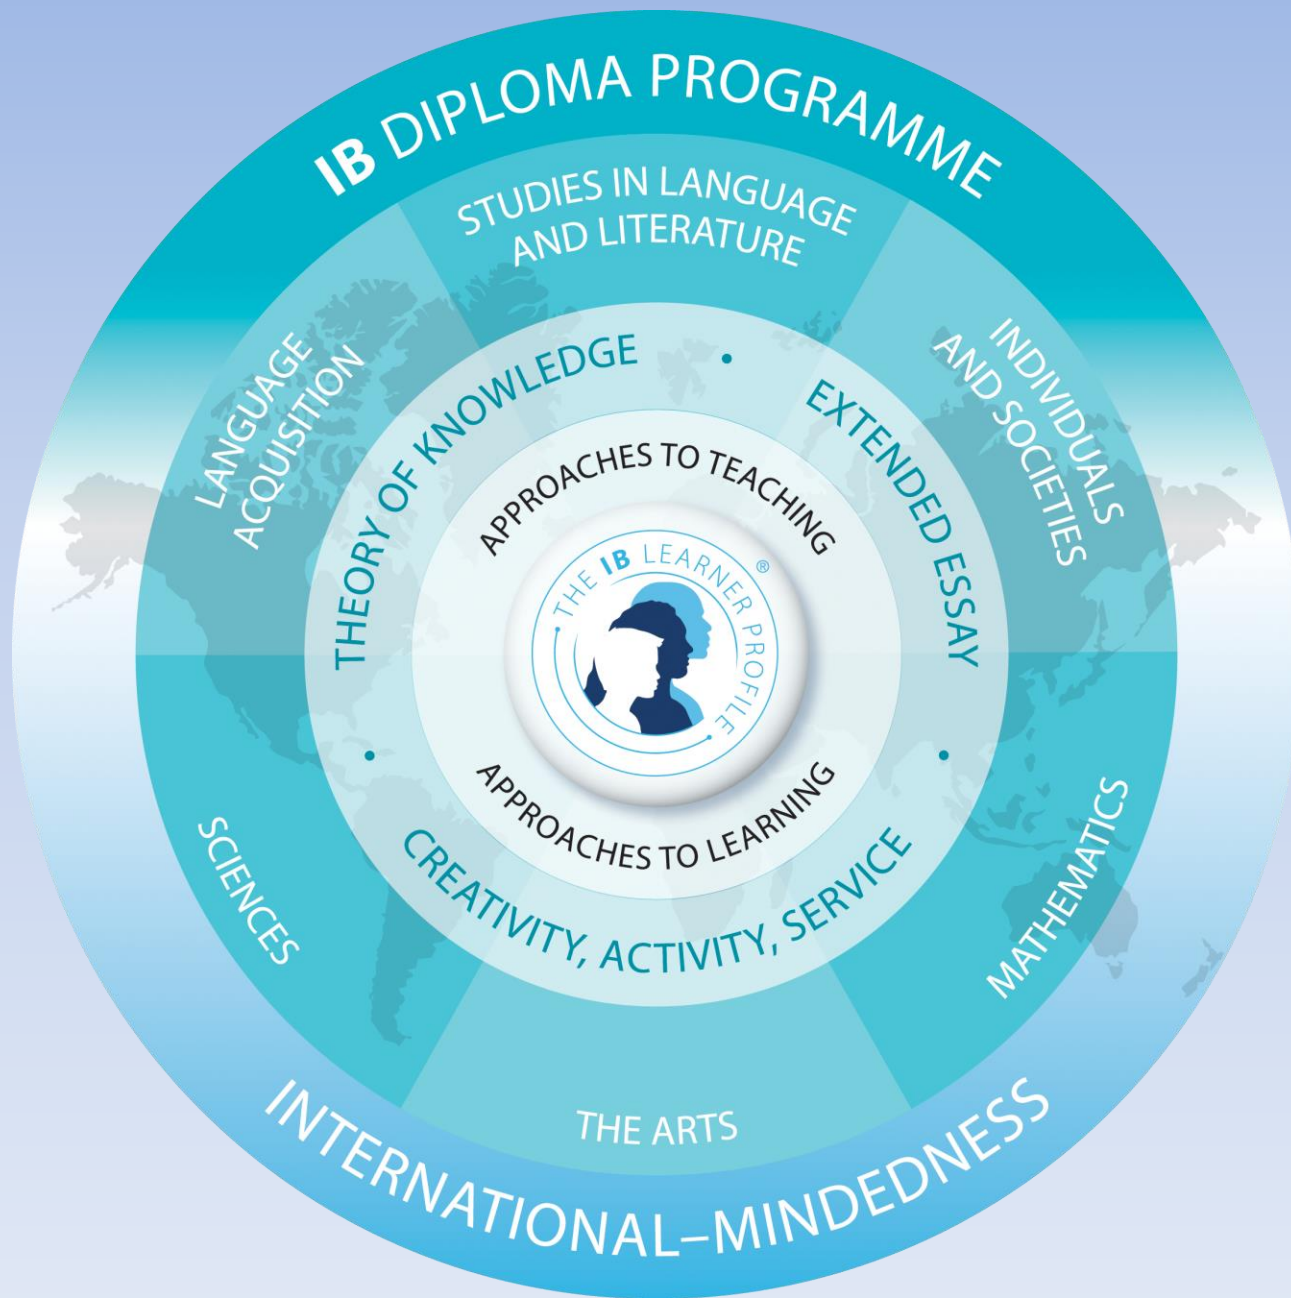 IB DIPLOMA PROGRAMME
STUDIES IN LANGUAGE
AND LITERATURE
LANGUAGE
ACQUISITION
INDIVIDUALS
AND SOCIETIES
THEORY OF KNOWLEDGE
•
EXTENDED ESSAY
APPROACHES TO TEACHING
• THE IB LEARNER PROFILE • ®
APPROACHES TO LEARNING
•
CREATIVITY, ACTIVITY, SERVICE
•
SCIENCES
MATHEMATICS
THE ARTS
INTERNATIONAL–MINDEDNESS